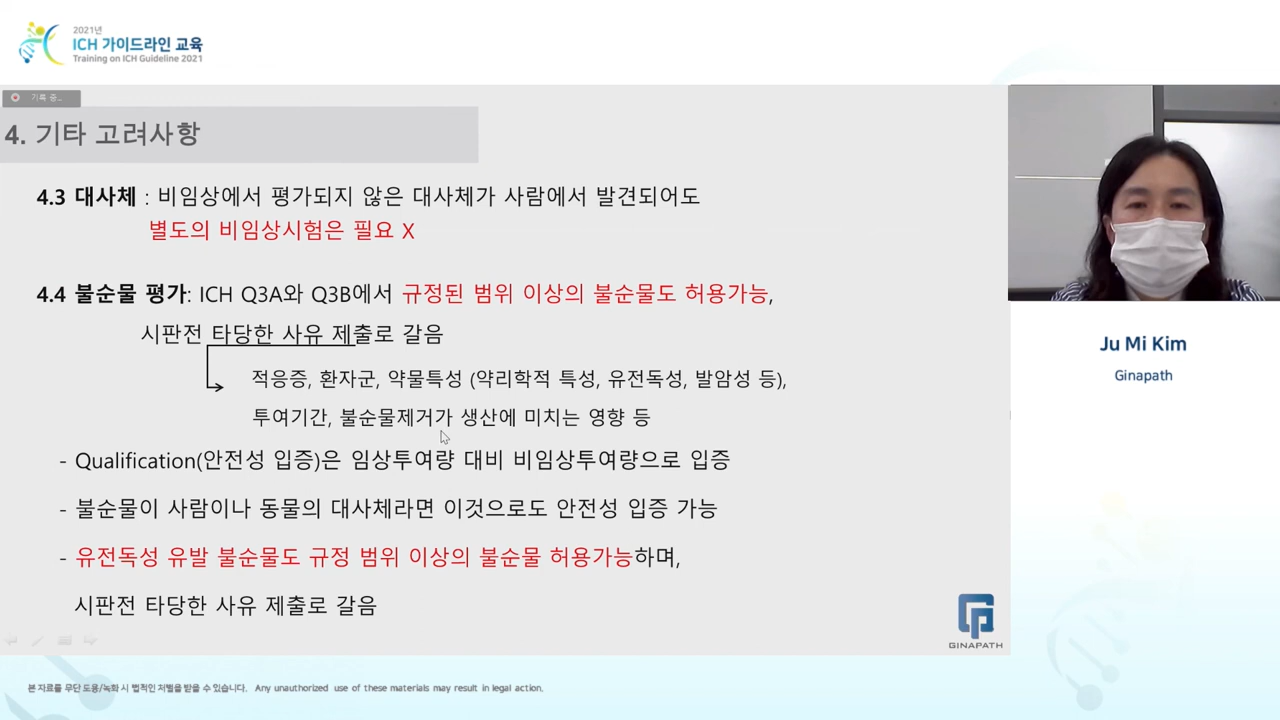 2021년
ICH 가이드라인 교육
Training on ICH Guideline 2021
기록 중...
4. 기타 고려사항
4.3 대사체 : 비임상에서 평가되지 않은 대사체가 사람에서 발견되어도
별도의 비임상시험은 필요 X
4.4 불순물 평가: ICH Q3A와 Q3B에서 규정된 범위 이상의 불순물도 허용가능,
시판전 타당한 사유 제출로 갈음
적응증, 환자군, 약물특성 (약리학적 특성, 유전독성, 발암성 등),
투여기간, 불순물제거가 생산에 미치는 영향 등
- Qualification(안전성 입증)은 임상투여량 대비 비임상투여량으로 입증
- 불순물이 사람이나 동물의 대사체라면 이것으로도 안전성 입증 가능
- 유전독성 유발 불순물도 규정 범위 이상의 불순물 허용가능하며,
시판전 타당한 사유 제출로 갈음
GINAPATH
Ju Mi Kim
Ginapath
본 자료를 무단 도용/녹화 시 법적인 처벌을 받을 수 있습니다. Any unauthorized use of these materials may result in legal action.